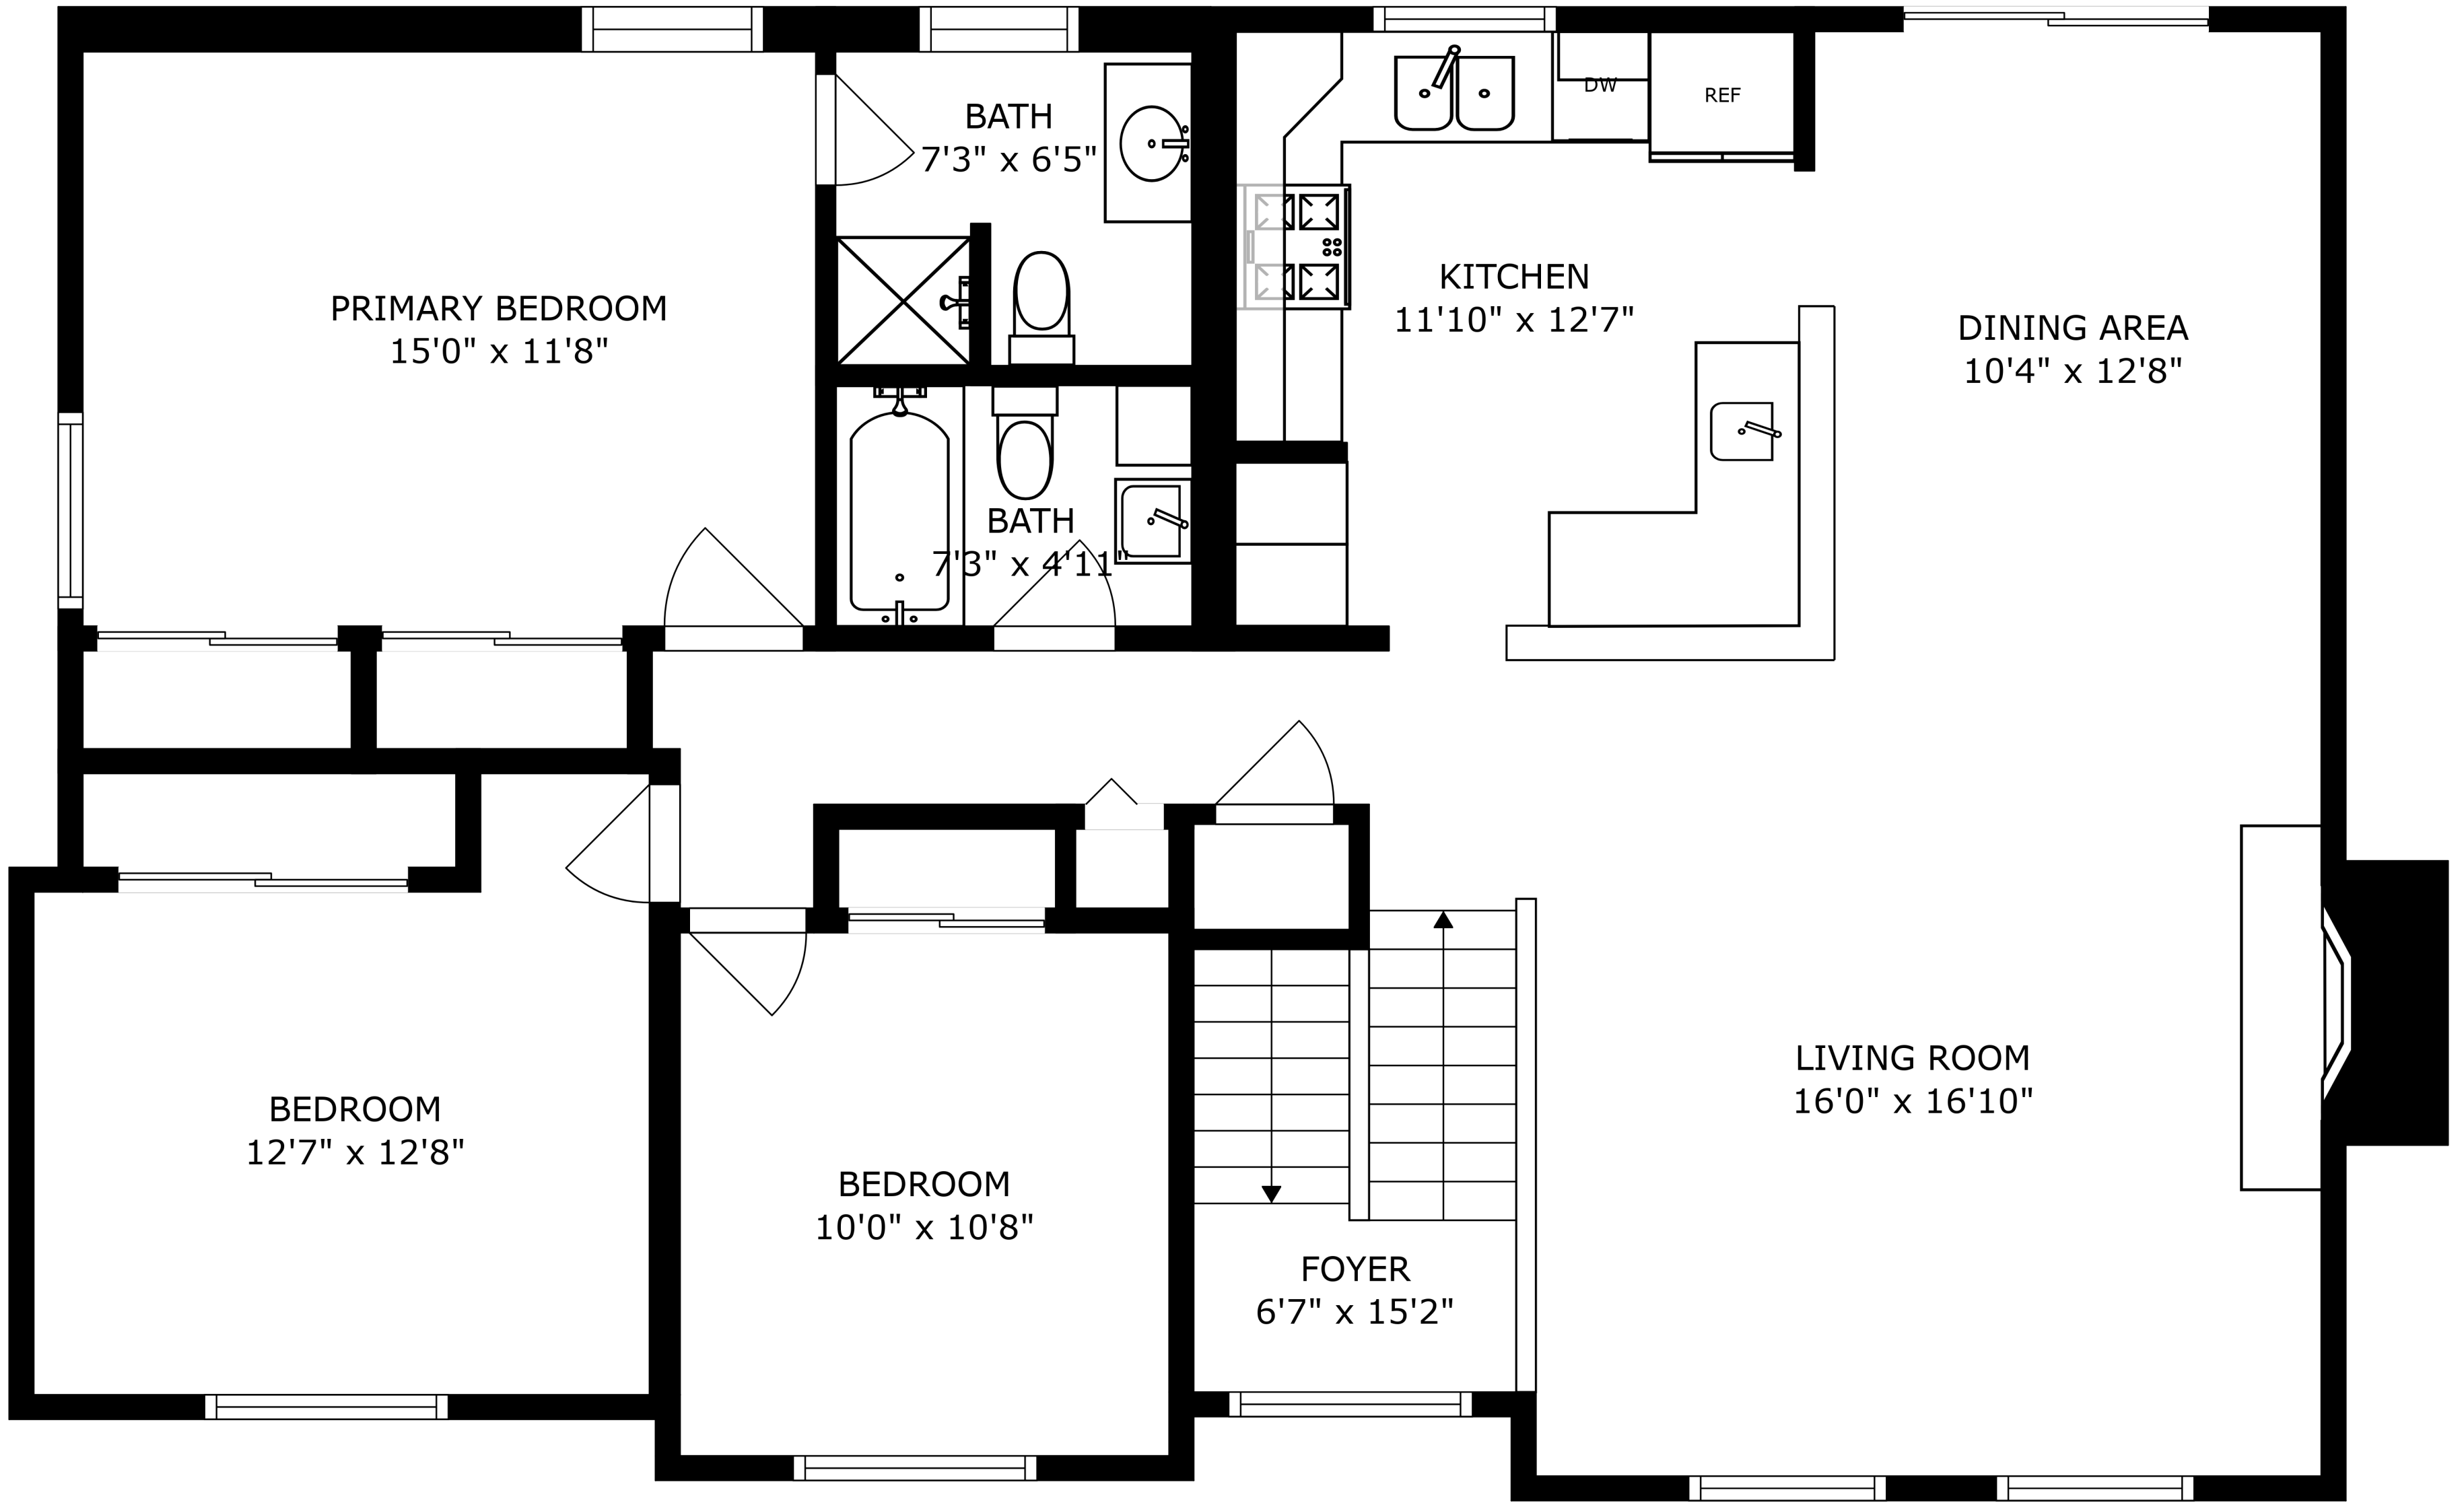 BATH
7'3" x 6'5"
DW
REF
PRIMARY BEDROOM
15'0" x 11'8"
KITCHEN
11'10" x 12'7"
DINING AREA
10'4" x 12'8"
BATH
7'3" x 4'11"
BEDROOM
12'7" x 12'8"
BEDROOM
10'0" x 10'8"
FOYER
6'7" x 15'2"
LIVING ROOM
16'0" x 16'10"